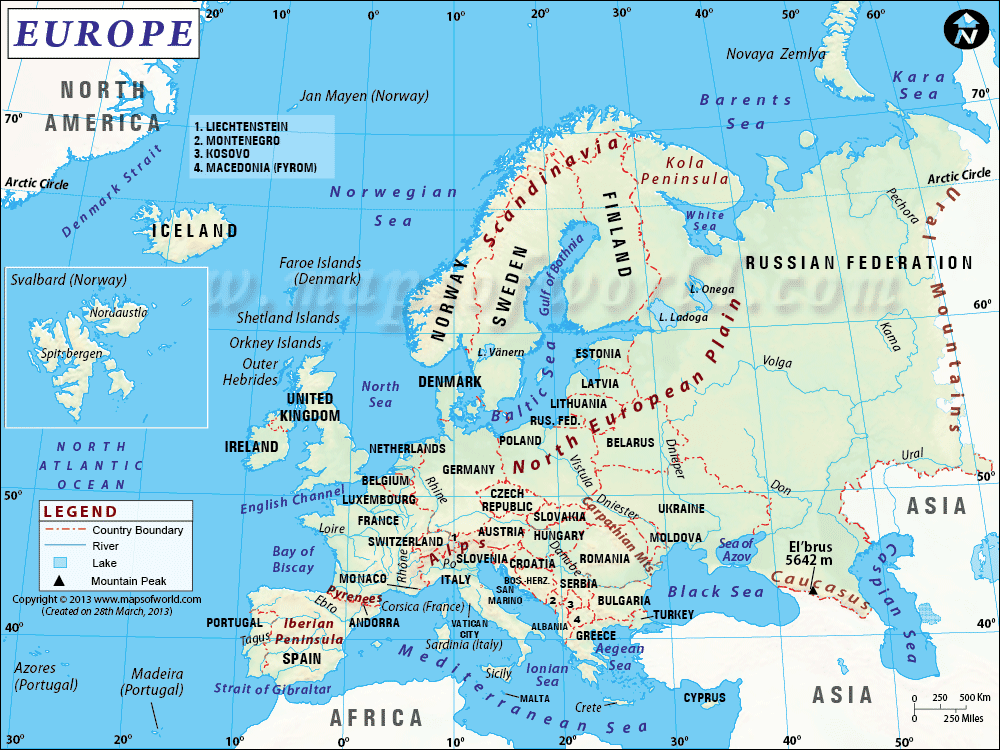 EUROPE
20°
10°
0°
10°
20°
30°
40°
50°
60°
N
NORTH
AMERICA
70°
Jan Mayen (Norway)
Novaya Zemlya
Kara
Sea
Barents
Sea
70°
1. LIECHTENSTEIN
2. MONTENEGRO
3. KOSOVO
4. MACEDONIA (FYROM)
Denmark Strait
Arctic Circle
Norwegian
Sea
Scandinavia
Kola
Peninsula
Arctic Circle
Pechora
Ural Mountains
ICELAND
White
Sea
FINLAND
Gulf of Bothnia
SWEDEN
NORWAY
RUSSIAN FEDERATION
Faroe Islands
(Denmark)
www.mapsofworld.com
Svalbard (Norway)
Nordaustla
Spitsbergen
Shetland Islands
Orkney Islands
Outer
Hebrides
L. Onega
L. Ladoga
60°
Kama
L. Vänern
ESTONIA
Volga
North European Plain
North
Sea
DENMARK
LATVIA
Baltic Sea
LITHUANIA
RUS. FED.
UNITED
KINGDOM
IRELAND
NETHERLANDS
POLAND
BELARUS
Dnieper
NORTH
ATLANTIC
OCEAN
GERMANY
Vistula
Ural
BELGIUM
Rhine
50°
English Channel
LUXEMBOURG
CZECH
REPUBLIC
Dniester
Don
50°
ASIA
LEGEND
Country Boundary
River
Lake
Mountain Peak
UKRAINE
SLOVAKIA
Carpathian Mts.
Loire
FRANCE
SWITZERLAND
1
Alps
AUSTRIA
HUNGARY
MOLDOVA
Sea of
Azov
El'brus
5642 m
Caspian Sea
Bay of
Biscay
Rhône
Po
SLOVENIA
CROATIA
Danube
ROMANIA
MONACO
ITALY
BOS.-HERZ.
SERBIA
Caucasus
Copyright © 2013 www.mapsofworld.com
(Created on 28th March, 2013)
Pyrenees
Ebro
Corsica (France)
SAN
MARINO
2
3
BULGARIA
Black Sea
TURKEY
40°
PORTUGAL
Iberian
Peninsula
ANDORRA
VATICAN
CITY
ALBANIA
4
GREECE
40°
Tagus
SPAIN
Sardinia (Italy)
Aegean
Sea
Azores
(Portugal)
Madeira
(Portugal)
Strait of Gibraltar
Mediterranean Sea
Sicily
Ionian
Sea
MALTA
Crete
CYPRUS
ASIA
AFRICA
0 250 500 Km
0 250 Miles
30°
20°
10°
0°
10°
20°
30°
40°
50°